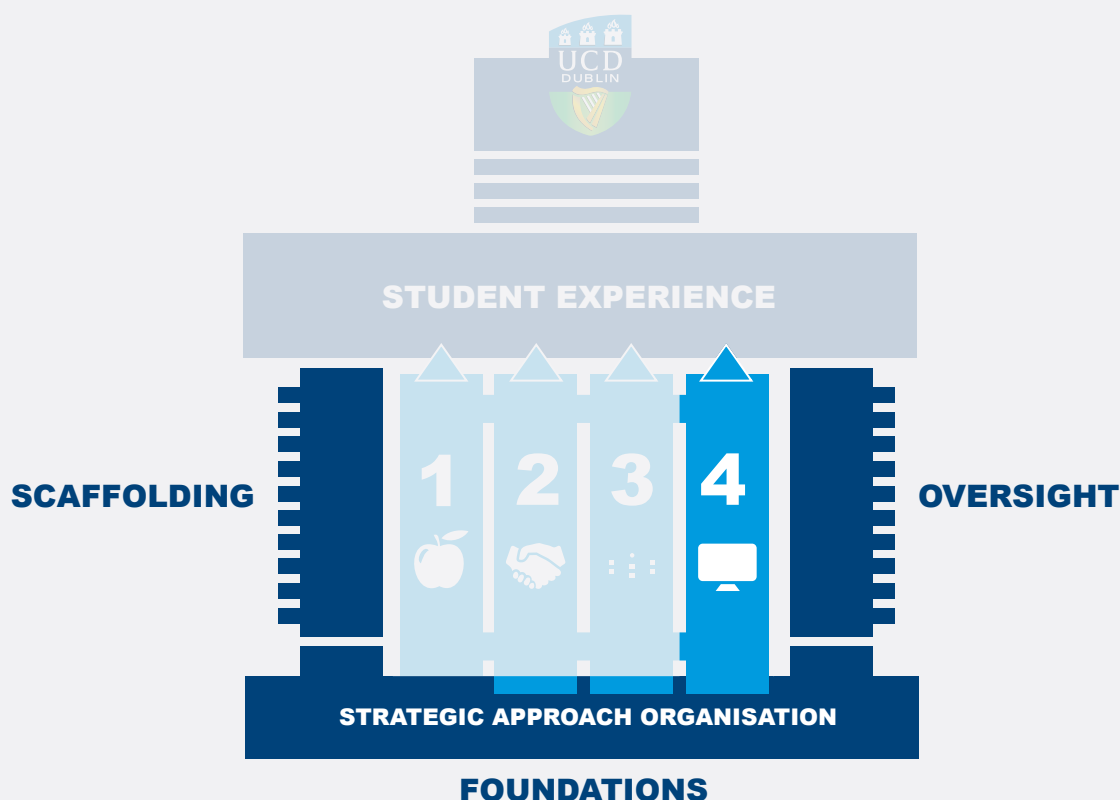 UCD
DUBLIN
STUDENT EXPERIENCE
1 2 3 4
SCAFFOLDING
OVERSIGHT
STRATEGIC APPROACH ORGANISATION
FOUNDATIONS